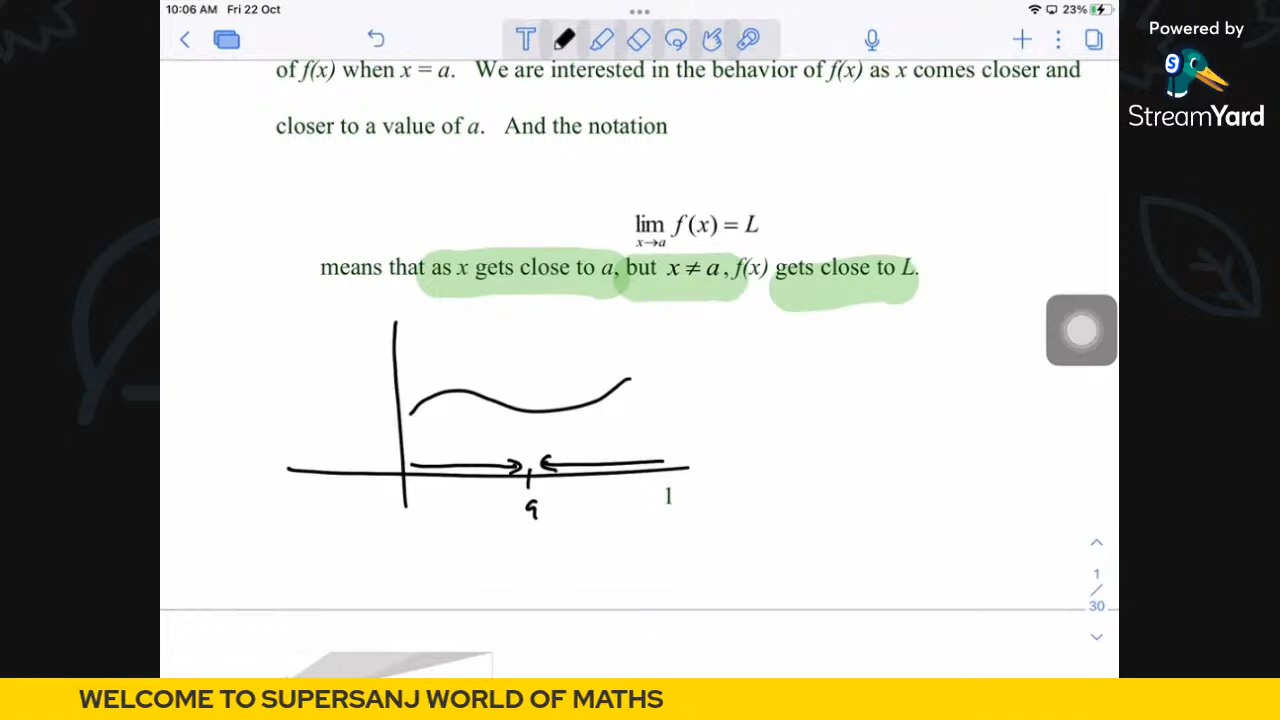 10:06 AM Fri 22 Oct
23%
Powered by
StreamYard
of f(x) when x = a. We are interested in the behavior of f(x) as x comes closer and
closer to a value of a. And the notation
lim f(x) = L
x→a
means that as x gets close to a, but x ≠ a, f(x) gets close to L.
a
1
1
/
30
WELCOME TO SUPERSANJ WORLD OF MATHS